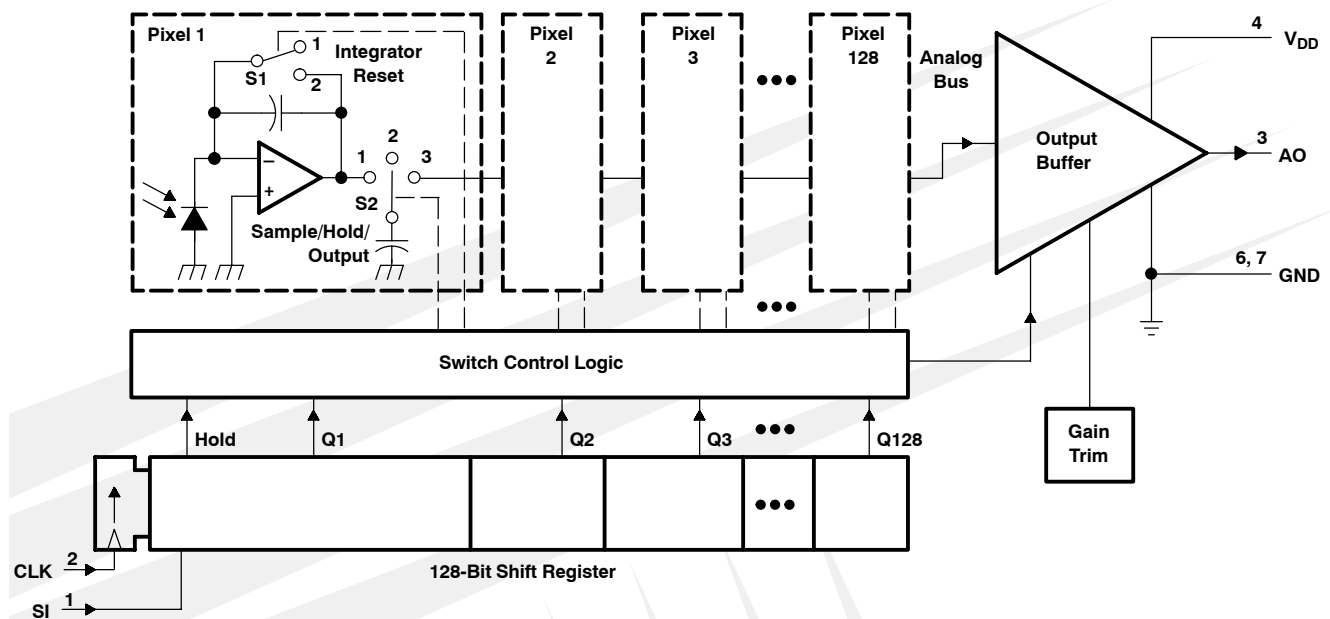 Pixel 1
1
Integrator
Reset
S1
2
1
2
3
S2
−
+
Sample/Hold/
Output
Pixel
2
Pixel
3
Pixel
128
Analog
Bus
Output
Buffer
4
VDD
3
AO
6, 7
GND
Switch Control Logic
Hold
Q1
Q2
Q3
Q128
Gain
Trim
CLK
2
128-Bit Shift Register
SI
1